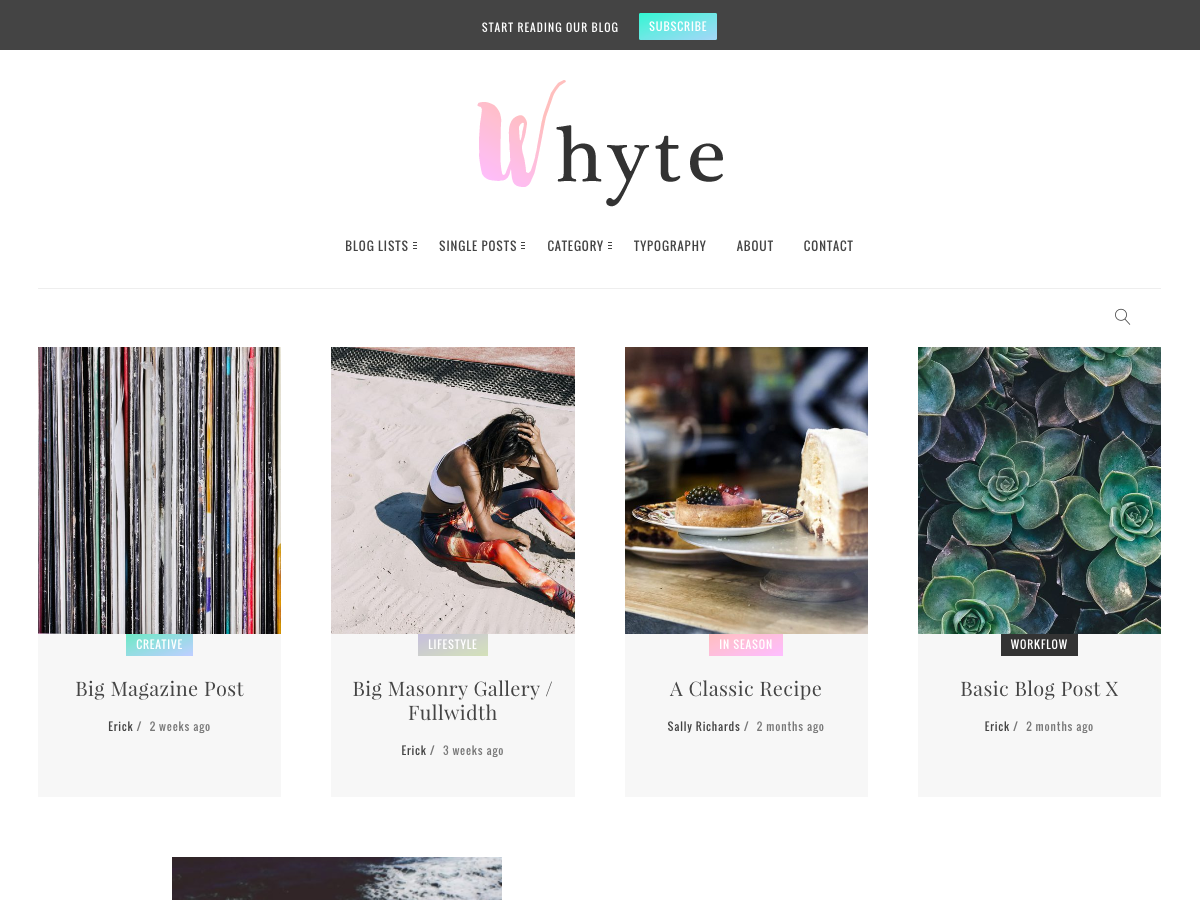 START READING OUR BLOG SUBSCRIBE
Whyte
BLOG LISTS SINGLE POSTS CATEGORY TYPOGRAPHY ABOUT CONTACT
CREATIVE
Big Magazine Post
Erick / 2 weeks ago
LIFESTYLE
Big Masonry Gallery /
Fullwidth
Erick / 3 weeks ago
IN SEASON
A Classic Recipe
Sally Richards / 2 months ago
WORKFLOW
Basic Blog Post X
Erick / 2 months ago